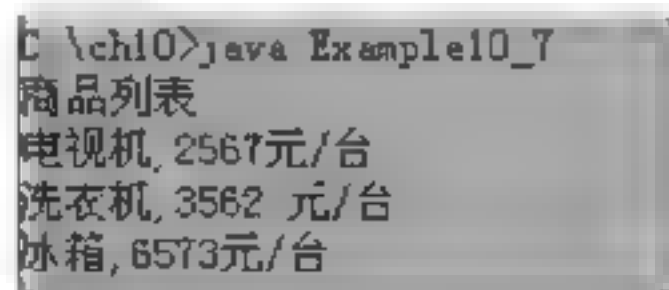 C \ch10>java Example10_7
商品列表
电视机,2567元/台
洗衣机,3562 元/台
冰箱,6573元/台